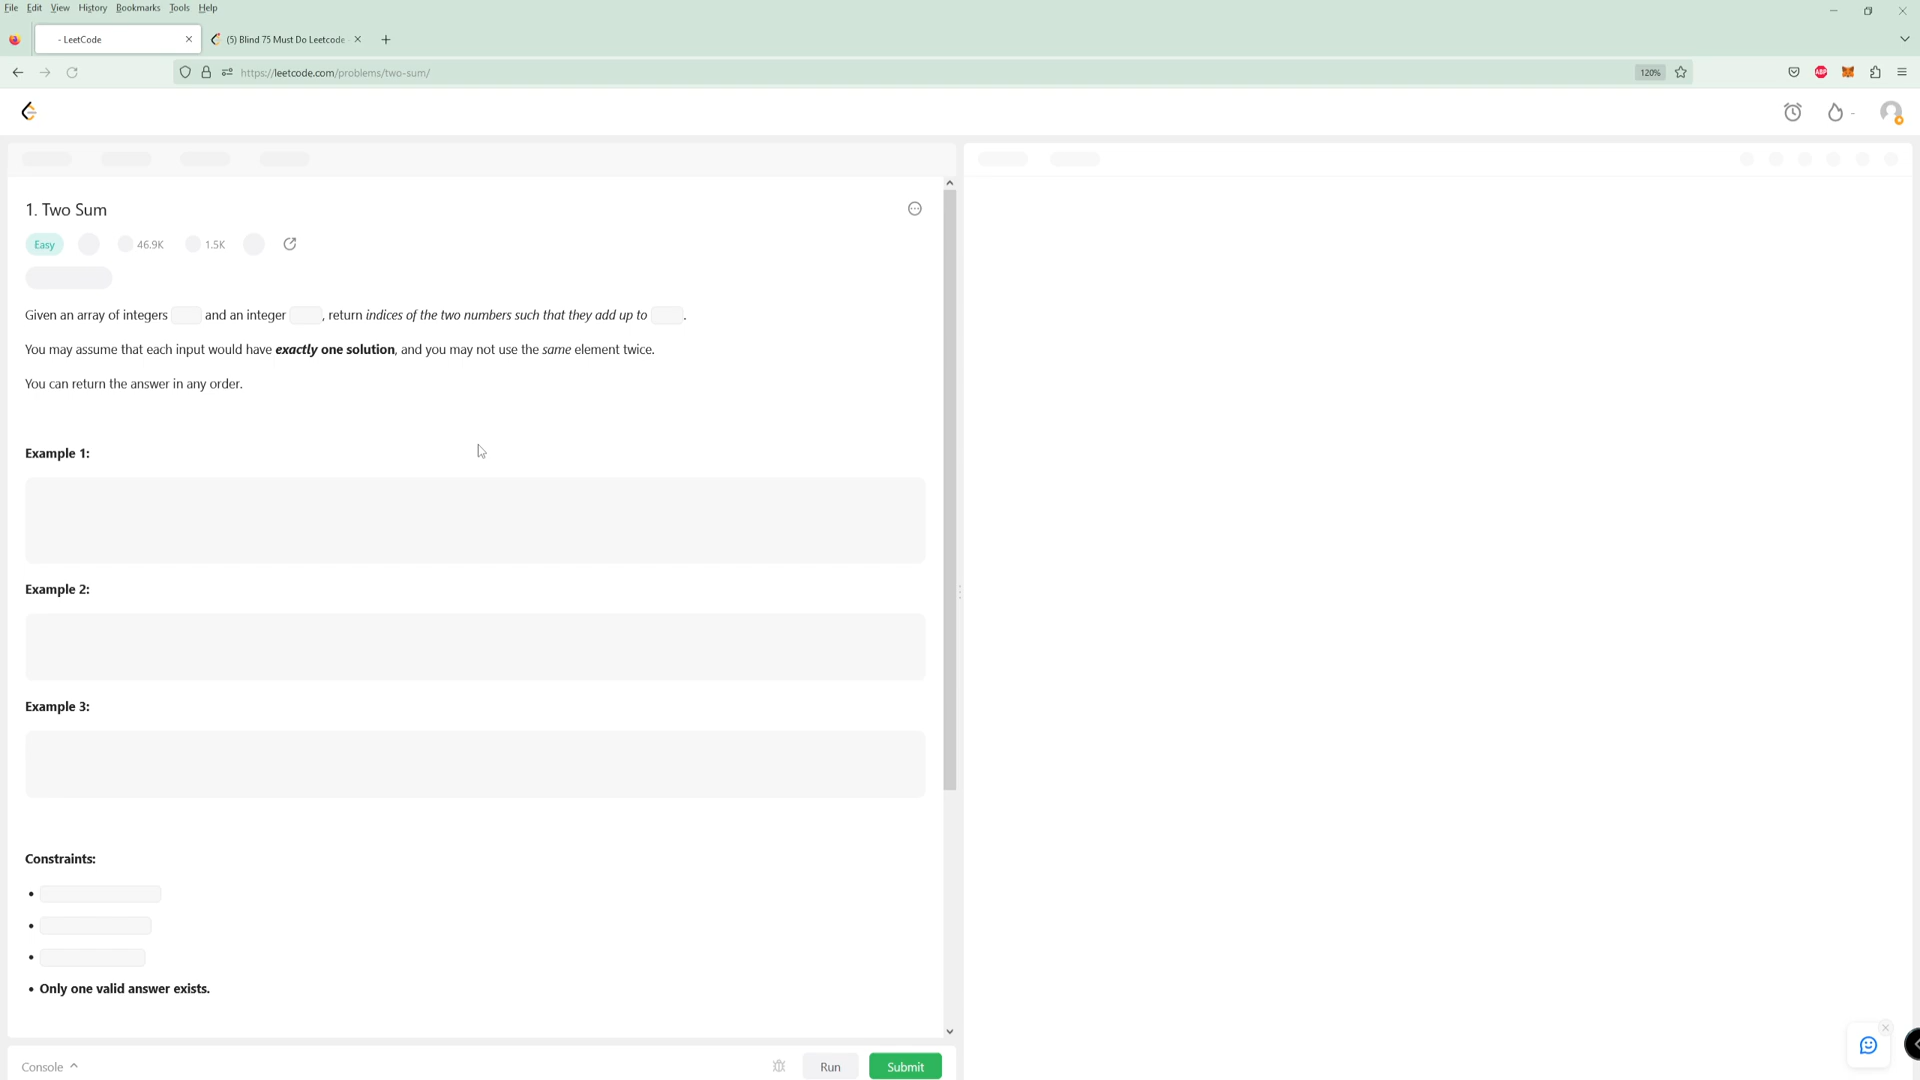 File Edit View History Bookmarks Tools Help
- LeetCode
(5) Blind 75 Must Do Leetcode
https://leetcode.com/problems/two-sum/
120%
ABP
-
1. Two Sum
Easy 46.9K 1.5K
Given an array of integers and an integer , return indices of the two numbers such that they add up to .
You may assume that each input would have exactly one solution, and you may not use the same element twice.
You can return the answer in any order.
Example 1:
Example 2:
Example 3:
Constraints:
• Only one valid answer exists.
Console Run Submit